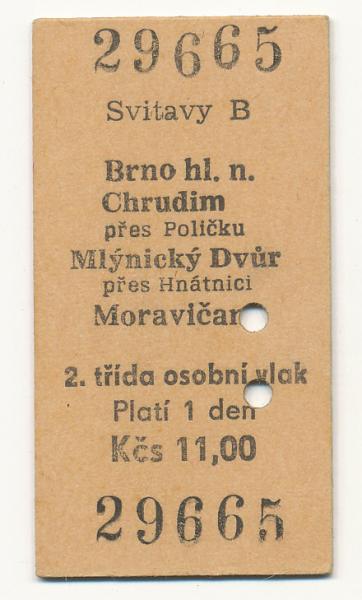 29665
Svitavy B
Brno hl. n.
Chrudim
přes Poličku
Mlýnický Dvůr
přes Hnátnici
Moravičan
2. třída osobní vlak
Platí 1 den
Kčs 11,00
29665